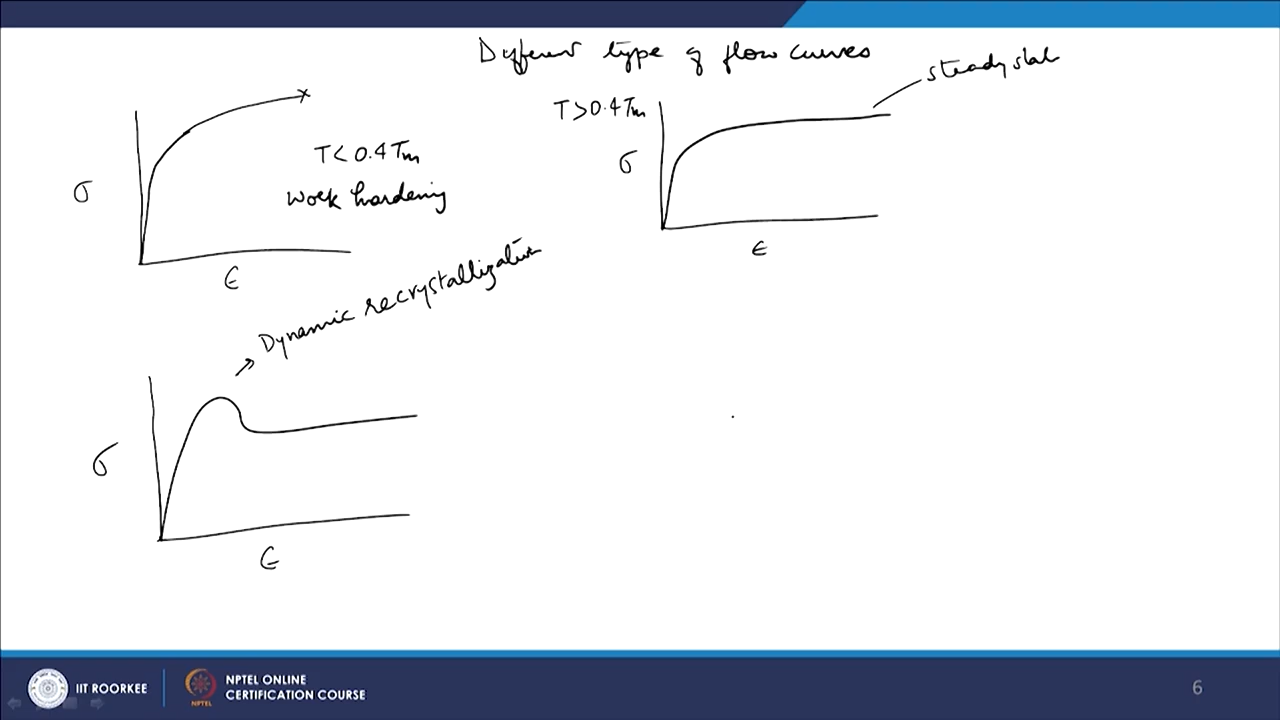 Different type of flow curves
steady state
T>0.4Tm
σ
ϵ
T<0.4Tm
Work hardening
σ
ϵ
Dynamic recrystallization
σ
ϵ
IIT ROORKEE
NPTEL ONLINE
CERTIFICATION COURSE
NPTEL
6